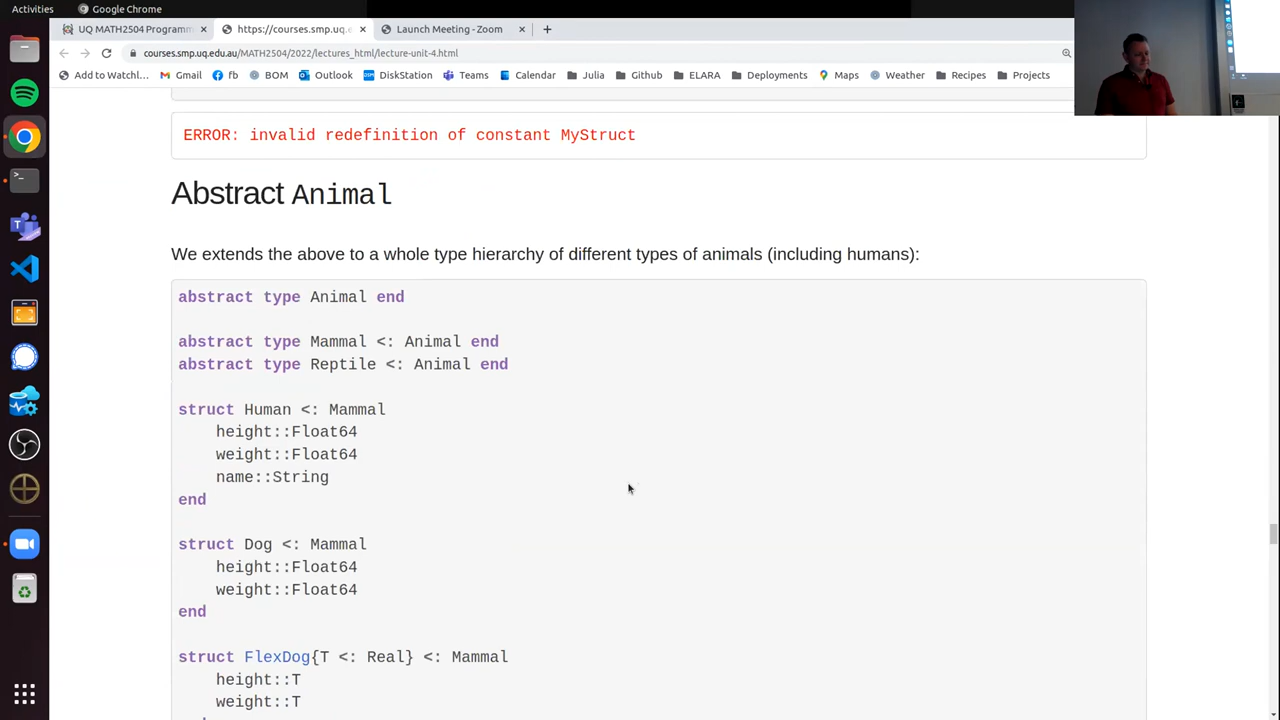 Activities
Google Chrome
UQ MATH2504 Programm
https://courses.smp.uq.e
Launch Meeting - Zoom
courses.smp.uq.edu.au/MATH2504/2022/lectures_html/lecture-unit-4.html
Add to Watchl... Gmail fb BOM Outlook DiskStation Teams Calendar Julia Github ELARA Deployments Maps Weather Recipes Projects
ERROR: invalid redefinition of constant MyStruct
Abstract Animal
We extends the above to a whole type hierarchy of different types of animals (including humans):
abstract type Animal end
abstract type Mammal <: Animal end
abstract type Reptile <: Animal end
struct Human <: Mammal
height::Float64
weight::Float64
name::String
end
struct Dog <: Mammal
height::Float64
weight::Float64
end
struct FlexDog{T <: Real} <: Mammal
height::T
weight::T